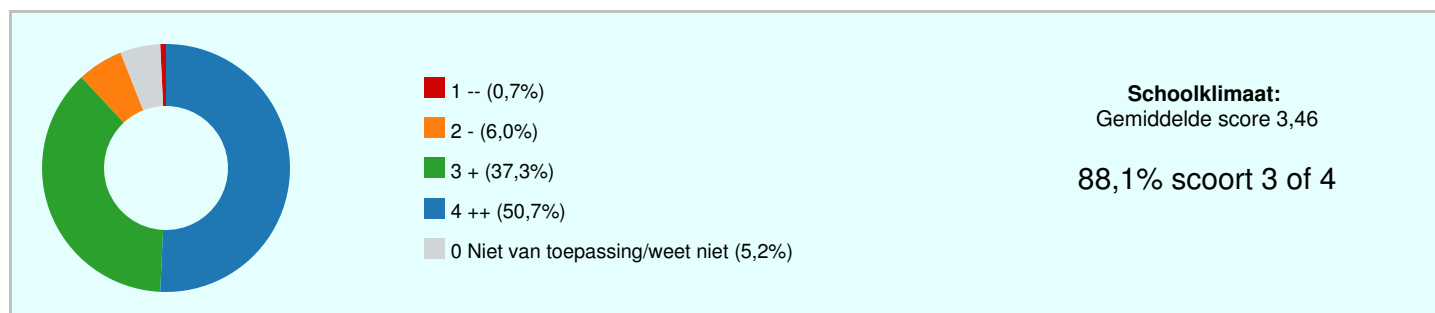 1 -- (0,7%)
2 - (6,0%)
3 + (37,3%)
4 ++ (50,7%)
0 Niet van toepassing/weet niet (5,2%)
Schoolklimaat:
Gemiddelde score 3,46
88,1% scoort 3 of 4